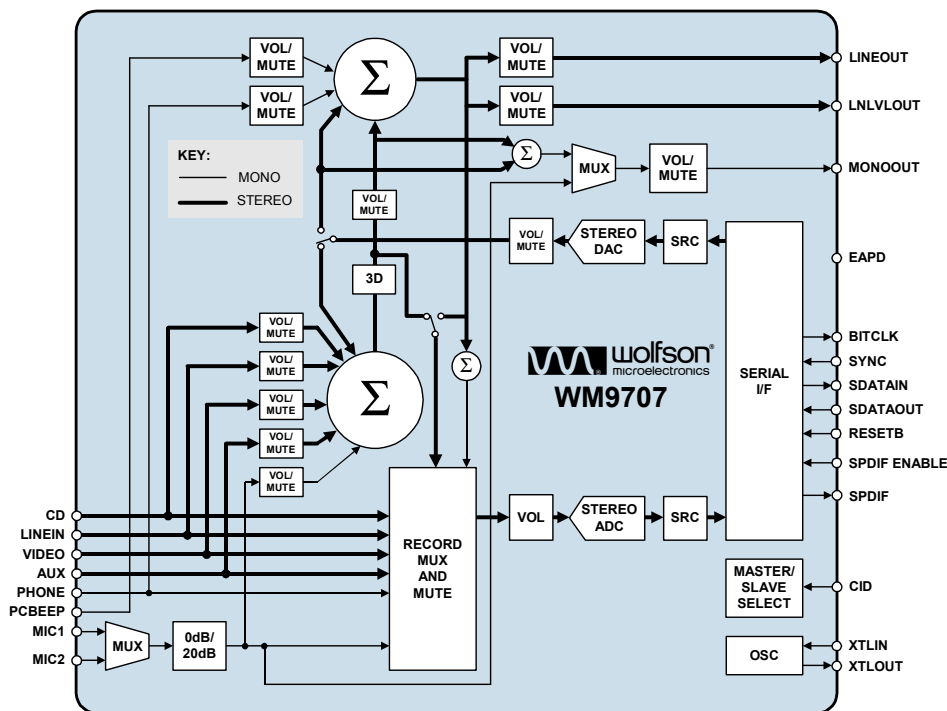 VOL/
MUTE
VOL/
MUTE
Σ
VOL/
MUTE
VOL/
MUTE
LINEOUT
LNLVLOUT
KEY:
MONO
STEREO
Σ
MUX
VOL/
MUTE
MONOOUT
VOL/
MUTE
VOL/
MUTE
STEREO
DAC
SRC
EAPD
3D
VOL/
MUTE
VOL/
MUTE
VOL/
MUTE
VOL/
MUTE
VOL/
MUTE
Σ
Σ
wolfson®
microelectronics
WM9707
SERIAL
I/F
BITCLK
SYNC
SDATAIN
SDATAOUT
RESETB
SPDIF ENABLE
SPDIF
CD
LINEIN
VIDEO
AUX
PHONE
PCBEEP
MIC1
MIC2
MUX
0dB/
20dB
RECORD
MUX
AND
MUTE
VOL
STEREO
ADC
SRC
MASTER/
SLAVE
SELECT
CID
OSC
XTLIN
XTLOUT